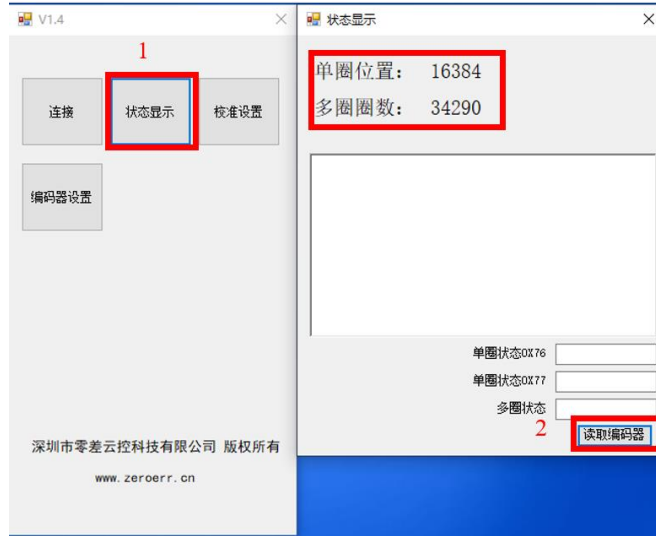 V1.4
1
连接
状态显示
校准设置
编码器设置
深圳市零差云控科技有限公司 版权所有
www.zeroerr.cn
状态显示
单圈位置： 16384
多圈圈数： 34290
单圈状态0X76
单圈状态0X77
多圈状态
2
读取编码器